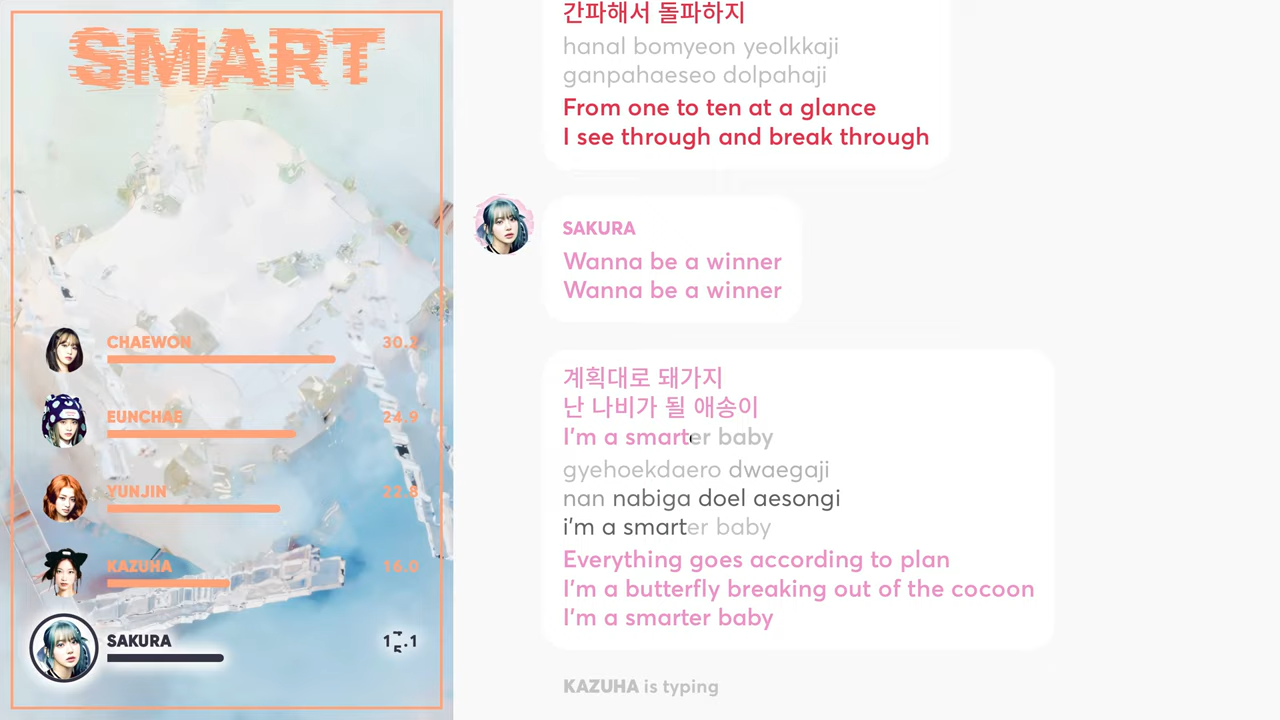 SMART
CHAEWON 30.2
EUNCHAE 24.9
YUNJIN 22.8
KAZUHA 16.0
SAKURA
간파해서 돌파하지
hanal bomyeon yeolkkaji
ganpahaeseo dolpahaji
From one to ten at a glance
I see through and break through
SAKURA
Wanna be a winner
Wanna be a winner
계획대로 돼가지
난 나비가 될 애송이
I'm a smarter baby
gyehoekdaero dwaegaji
nan nabiga doel aesongi
i'm a smarter baby
Everything goes according to plan
I'm a butterfly breaking out of the cocoon
I'm a smarter baby
KAZUHA is typing